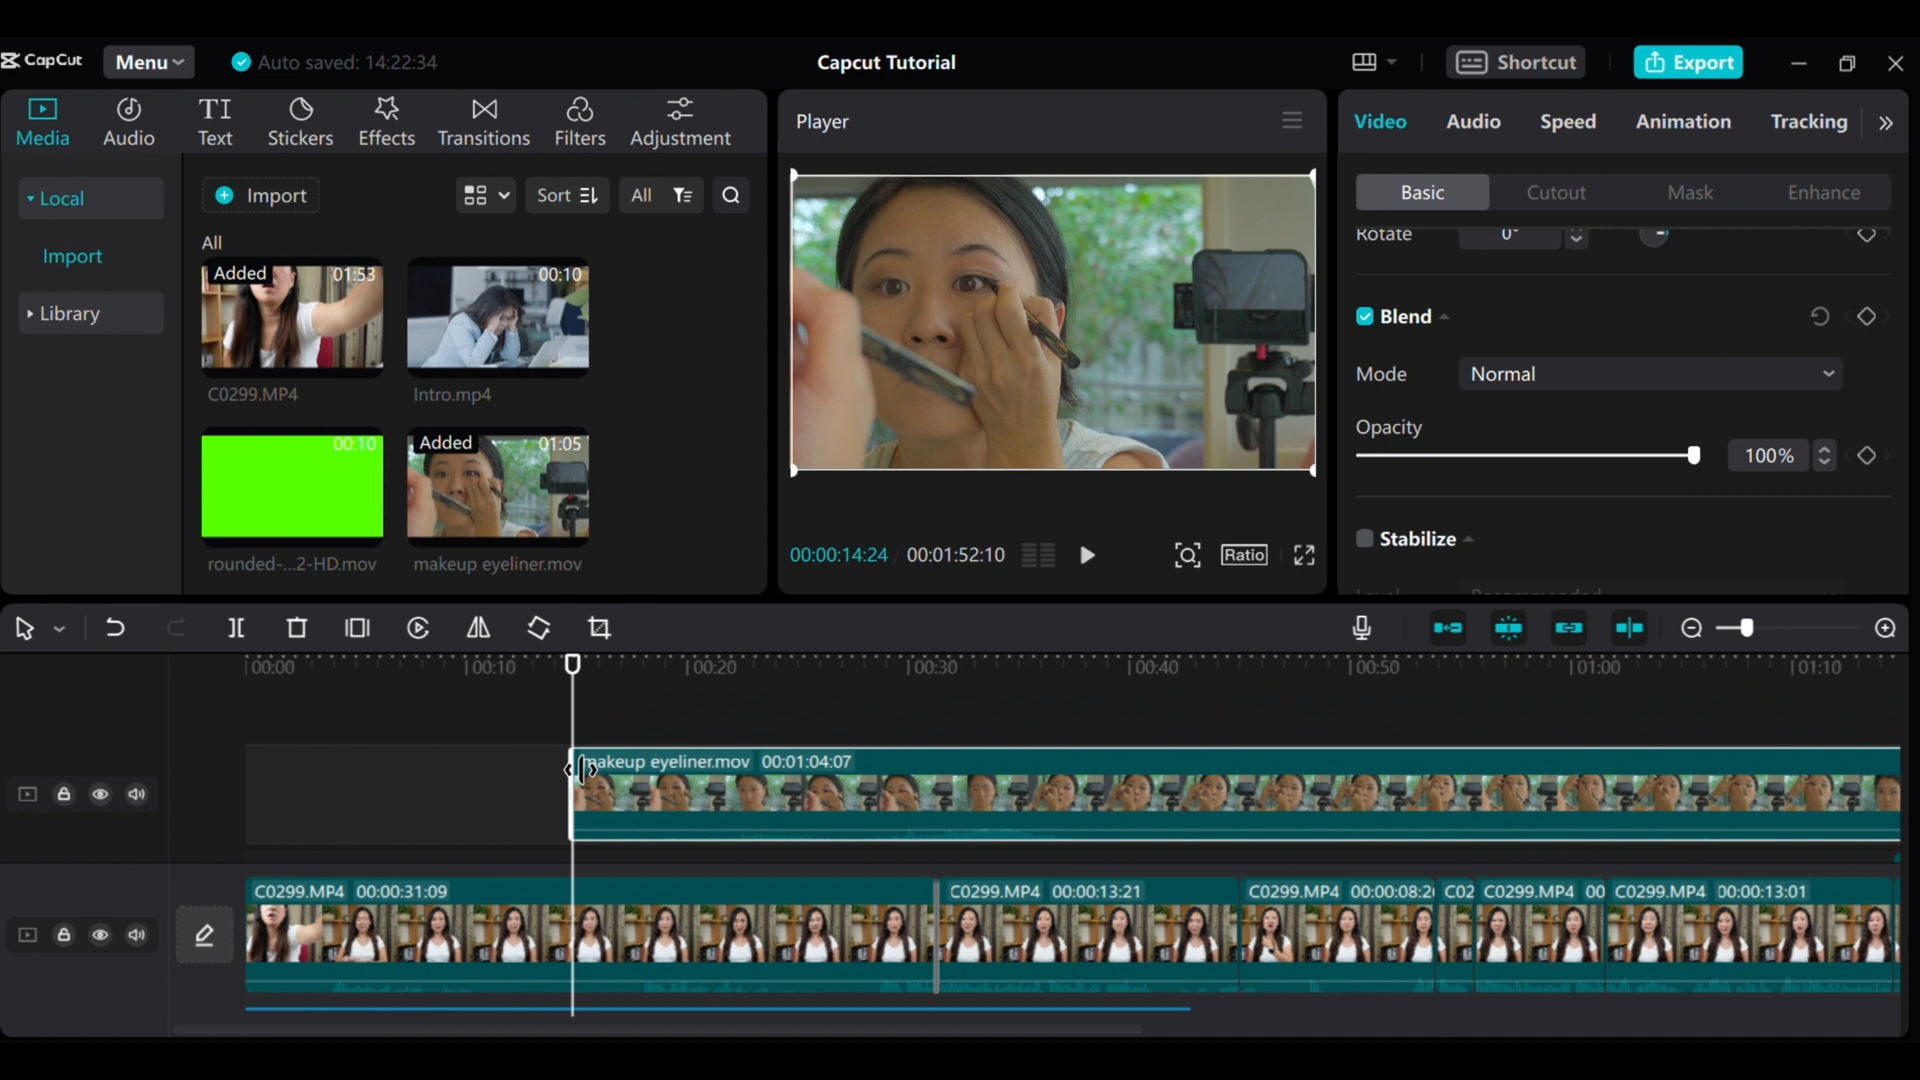 CapCut
Menu
Auto saved: 14:22:34
Capcut Tutorial
Shortcut
Export
Media
Audio
Text
Stickers
Effects
Transitions
Filters
Adjustment
Local
Import
Library
Import
Sort
All
All
Added
01:53
C0299.MP4
00:10
Intro.mp4
00:10
rounded-...2-HD.mov
Added
01:05
makeup eyeliner.mov
Player
00:00:14:24
00:01:52:10
Ratio
Video
Audio
Speed
Animation
Tracking
Basic
Cutout
Mask
Enhance
Rotate
0°
Blend
Mode
Normal
Opacity
100%
Stabilize
00:00
00:10
00:20
00:30
00:40
00:50
01:00
01:10
makeup eyeliner.mov 00:01:04:07
C0299.MP4 00:00:31:09
C0299.MP4 00:00:13:21
C0299.MP4 00:00:08:2
C02
C0299.MP4 00
C0299.MP4 00:00:13:01